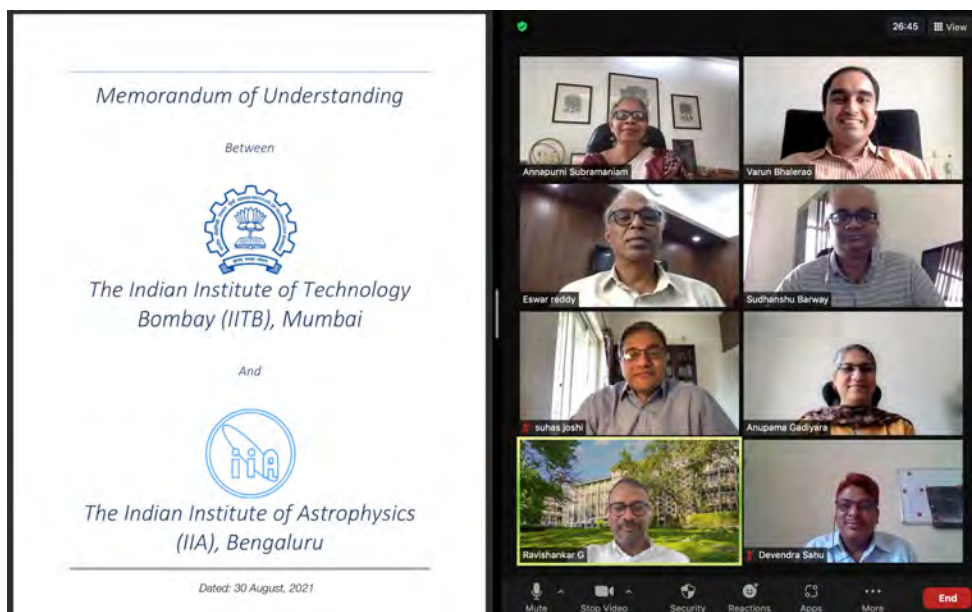 Memorandum of Understanding
Between
The Indian Institute of Technology
Bombay (IITB), Mumbai
And
iiA
The Indian Institute of Astrophysics
(IIA), Bengaluru
Dated: 30 August, 2021
26:45 View
Annapurni Subramaniam
Varun Bhalerao
Eswar reddy
Sudhanshu Barway
suhas joshi
Anupama Gadiyara
Ravishankar G
Devendra Sahu
Mute Stop Video Security Reactions Apps More End